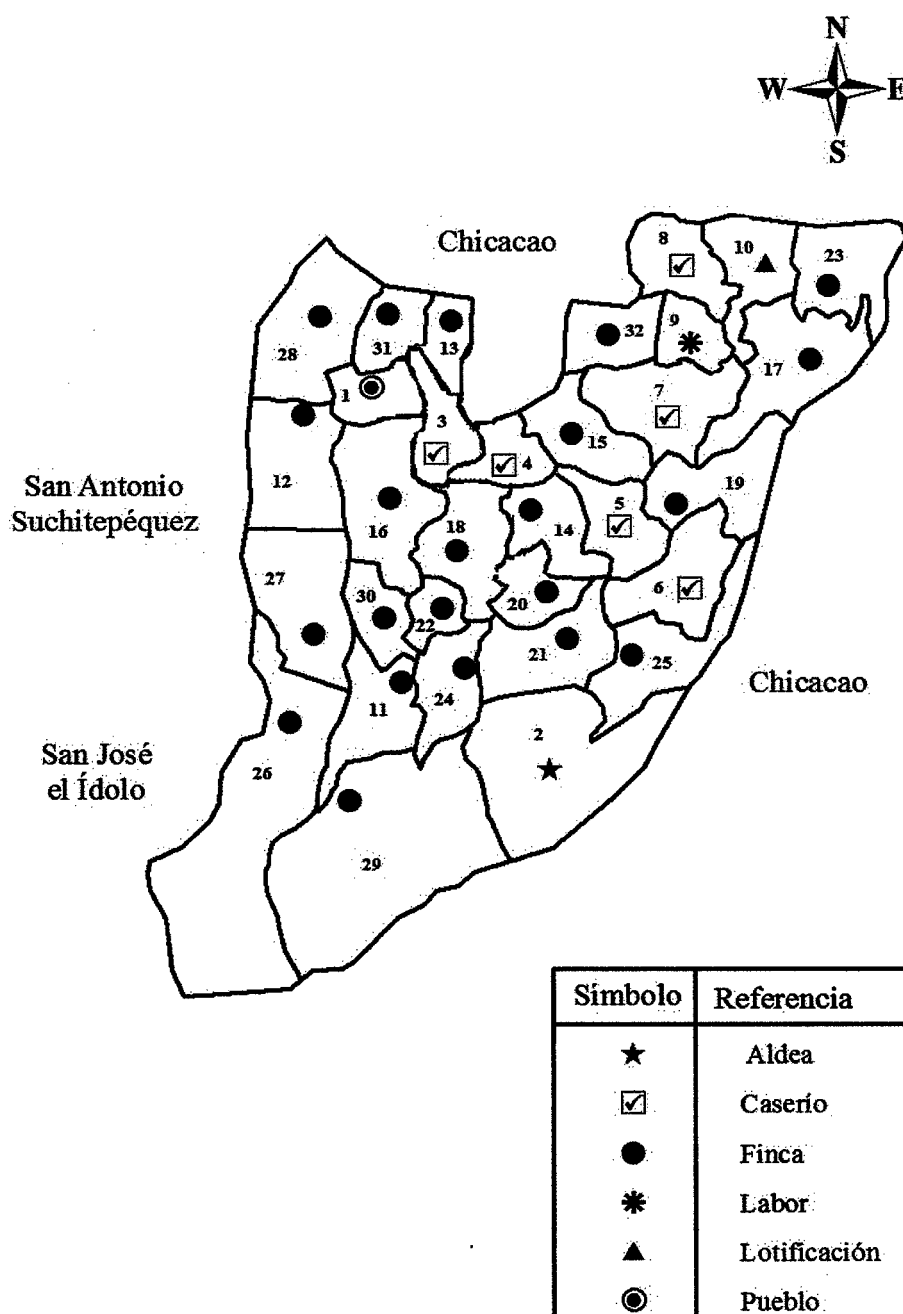 N
W E
S
Chicacao
8
10
23
28
31
13
32
9
17
1
3
7
15
4
12
19
San Antonio
Suchitepéquez
5
16
18
14
27
6
30
20
22
21
25
11
24
Chicacao
2
San José
el Ídolo
26
29
Símbolo Referencia
Aldea
Caserío
Finca
Labor
Lotificación
Pueblo